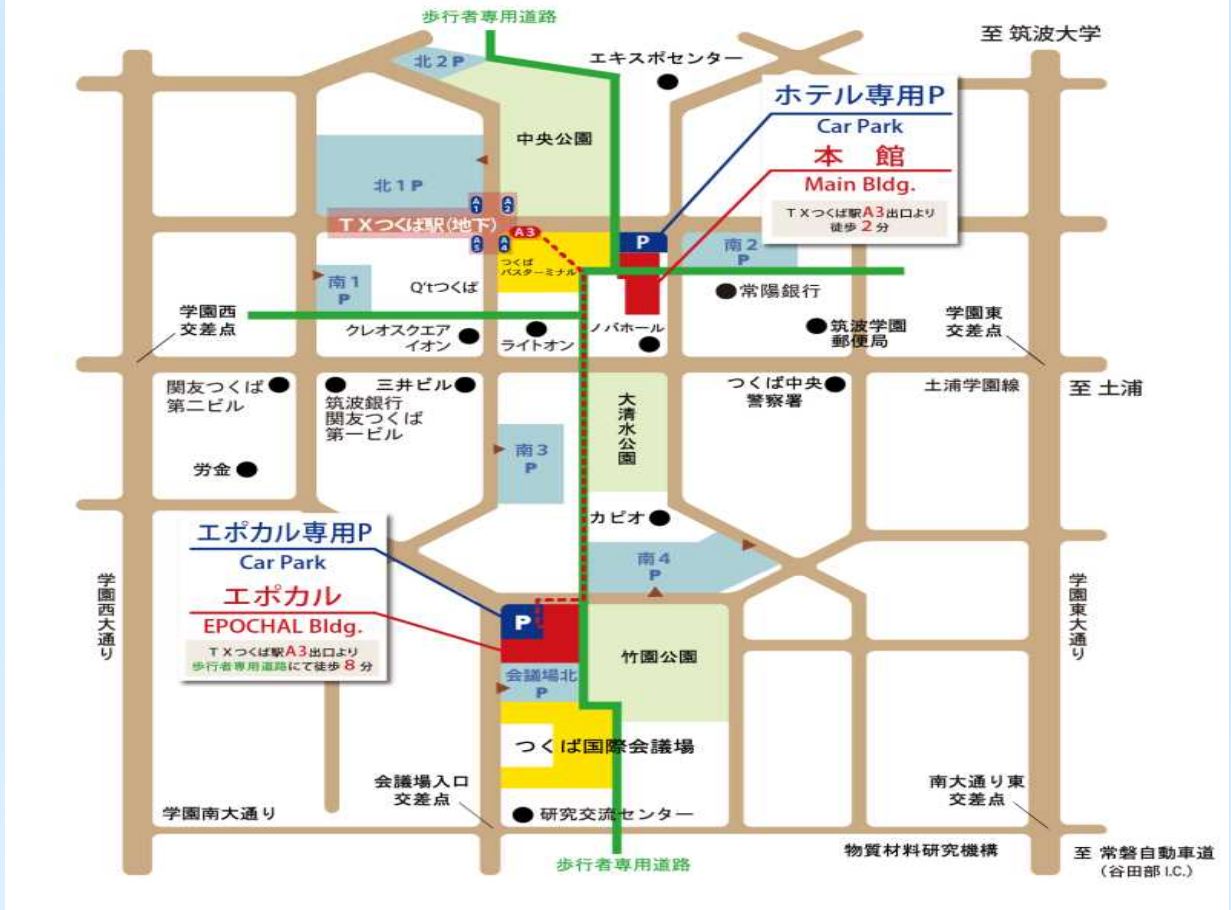 歩行者専用道路
至 筑波大学
北2P
エキスポセンター
ホテル専用P
Car Park
本 館
Main Bldg.
TXつくば駅A3出口より
徒歩2分
中央公園
北1P
A1
A2
TXつくば駅(地下)
A3
A5
A4
P
南2
P
つくば
バスターミナル
南1
P
Q'tつくば
常陽銀行
学園西
交差点
クレオスクエア
イオン
ライトオン
ノバホール
筑波学園
郵便局
学園東
交差点
関友つくば
第二ビル
三井ビル
筑波銀行
関友つくば
第一ビル
つくば中央
警察署
土浦学園線
至 土浦
大清水公園
労金
南3
P
カピオ
エポカル専用P
Car Park
エポカル
EPOCHAL Bldg.
TXつくば駅A3出口より
歩行者専用道路にて徒歩8分
南4
P
学園西大通り
学園東大通り
P
竹園公園
会議場北
P
つくば国際会議場
会議場入口
交差点
南大通り東
交差点
学園南大通り
研究交流センター
物質材料研究機構
歩行者専用道路
至 常磐自動車道
(谷田部I.C.)